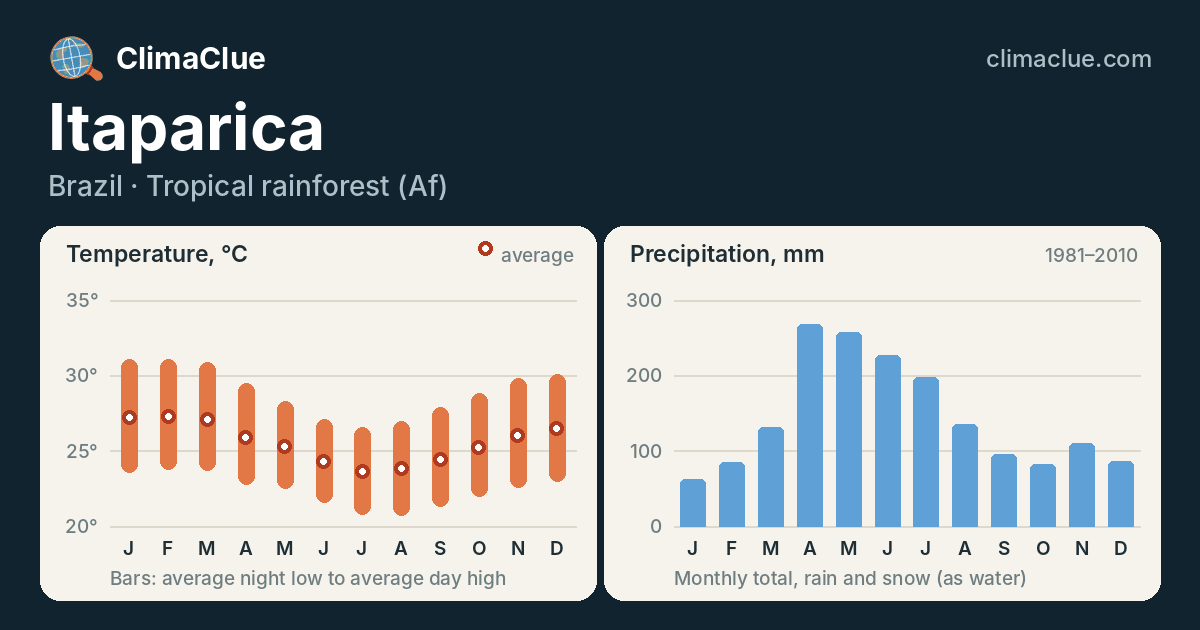 ClimaClue
climaclue.com
Itaparica
Brazil · Tropical rainforest (Af)
Temperature, °C
average
35°
30°
25°
20°
J F M A M J J A S O N D
Bars: average night low to average day high
Precipitation, mm
1981–2010
300
200
100
0
J F M A M J J A S O N D
Monthly total, rain and snow (as water)